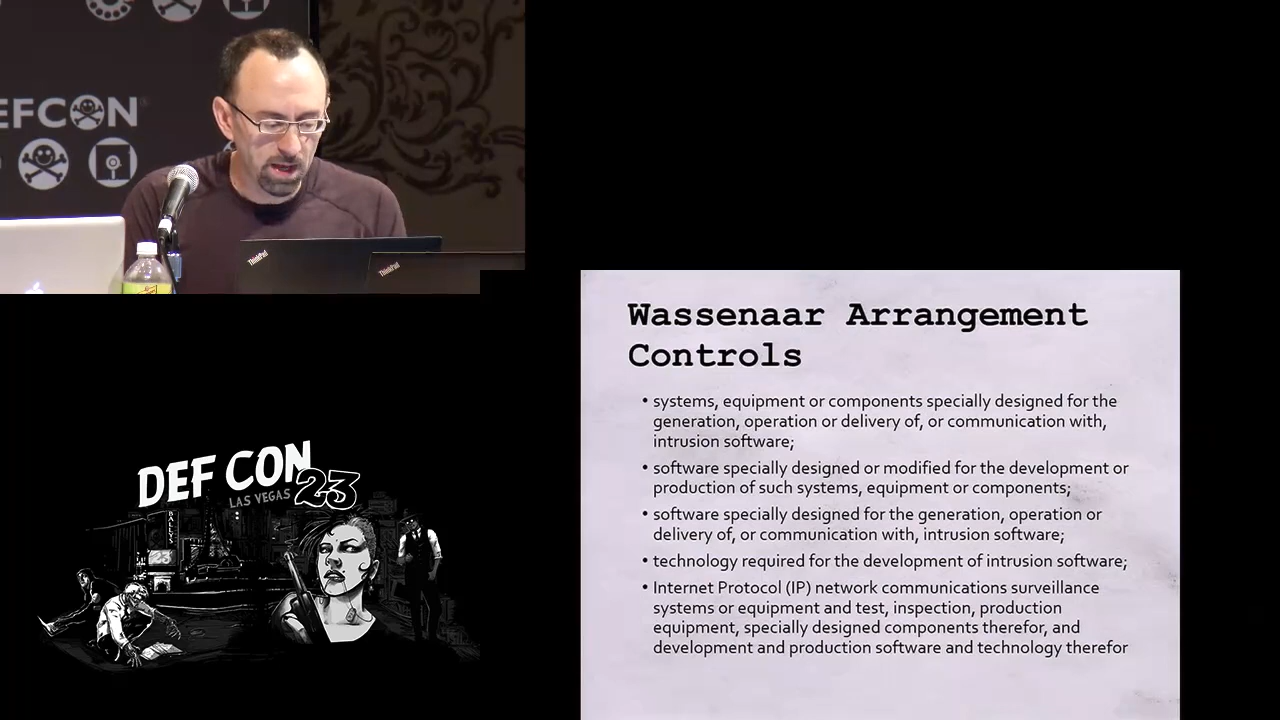 EFCON
ThinkPad
ThinkPad
DEF CON 23
LAS VEGAS
BALLYS
Wassenaar Arrangement
Controls
• systems, equipment or components specially designed for the
generation, operation or delivery of, or communication with,
intrusion software;
• software specially designed or modified for the development or
production of such systems, equipment or components;
• software specially designed for the generation, operation or
delivery of, or communication with, intrusion software;
• technology required for the development of intrusion software;
• Internet Protocol (IP) network communications surveillance
systems or equipment and test, inspection, production
equipment, specially designed components therefor, and
development and production software and technology therefor